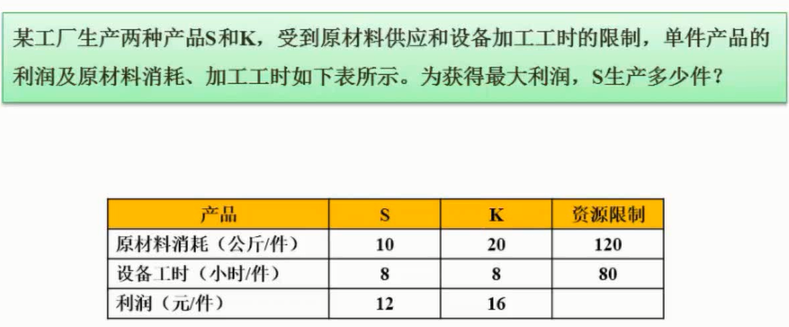 某工厂生产两种产品S和K，受到原材料供应和设备加工工时的限制，单件产品的
利润及原材料消耗、加工工时如下表所示。为获得最大利润，S生产多少件？
产品 S K 资源限制
原材料消耗（公斤/件） 10 20 120
设备工时（小时/件） 8 8 80
利润（元/件） 12 16